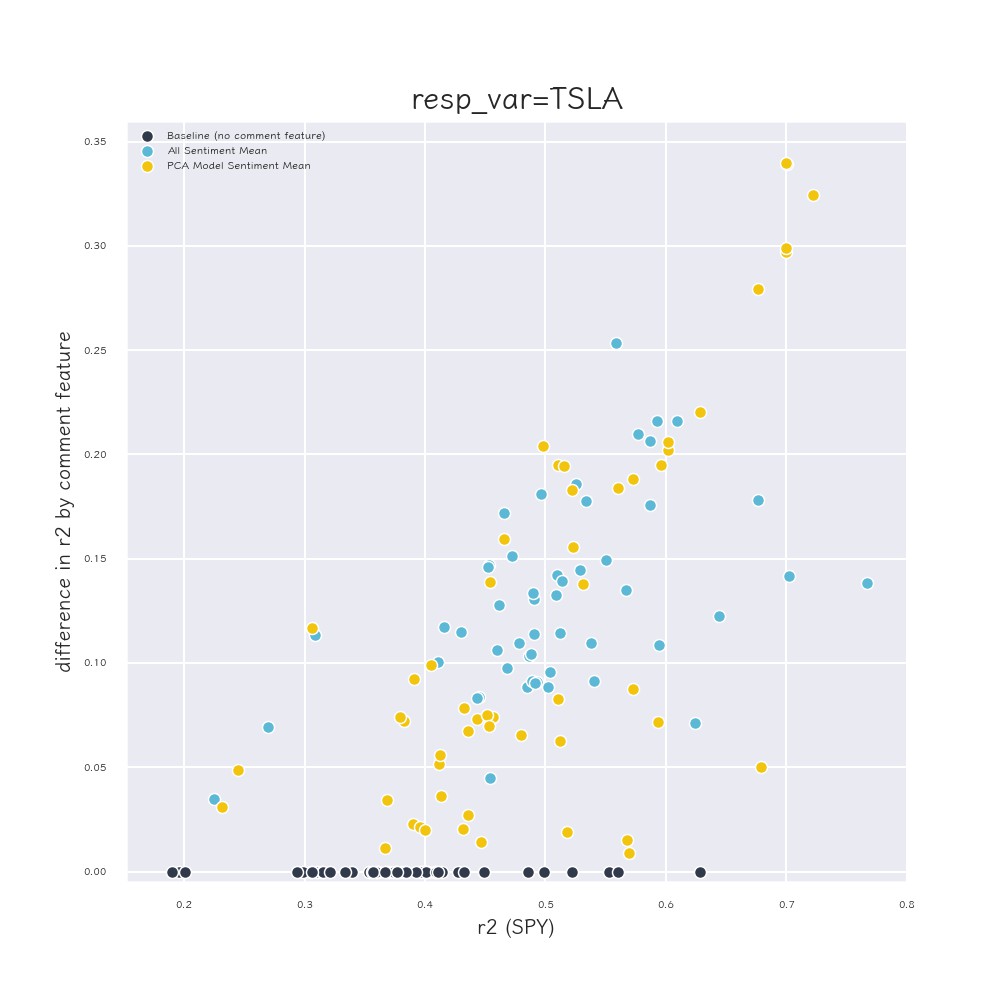 resp_var=TSLA
Baseline (no comment feature)
All Sentiment Mean
PCA Model Sentiment Mean
0.35
0.30
0.25
0.20
0.15
0.10
0.05
0.00
difference in r2 by comment feature
0.2 0.3 0.4 0.5 0.6 0.7 0.8
r2 (SPY)